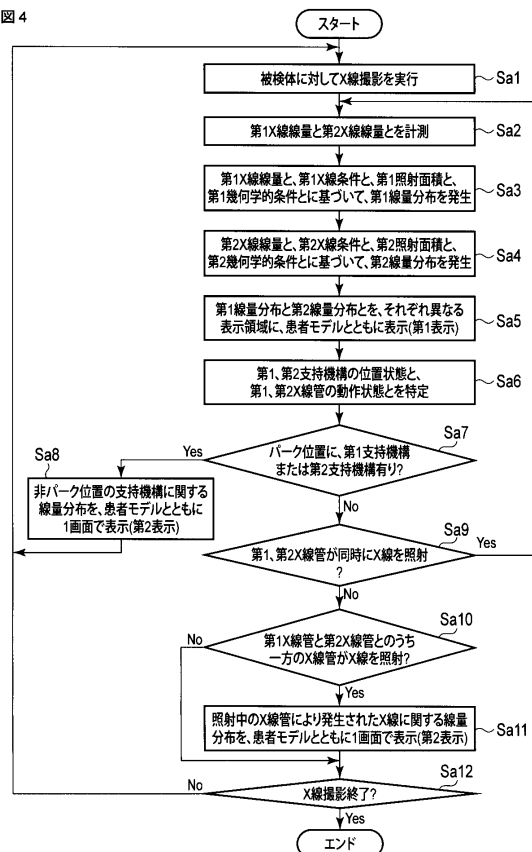 図4
スタート
被検体に対してX線撮影を実行
Sa1
第1X線線量と第2X線線量とを計測
Sa2
第1X線線量と、第1X線条件と、第1照射面積と、
第1幾何学的条件とに基づいて、第1線量分布を発生
Sa3
第2X線線量と、第2X線条件と、第2照射面積と、
第2幾何学的条件とに基づいて、第2線量分布を発生
Sa4
第1線量分布と第2線量分布とを、それぞれ異なる
表示領域に、患者モデルとともに表示(第1表示)
Sa5
第1、第2支持機構の位置状態と、
第1、第2X線管の動作状態とを特定
Sa6
Sa7
パーク位置に、第1支持機構
または第2支持機構有り?
Yes
No
Sa8
非パーク位置の支持機構に関する
線量分布を、患者モデルとともに
1画面で表示(第2表示)
Sa9
第1、第2X線管が同時にX線を照射
?
Yes
No
Sa10
第1X線管と第2X線管とのうち
一方のX線管がX線を照射?
No
Yes
照射中のX線管により発生されたX線に関する線量
分布を、患者モデルとともに1画面で表示(第2表示)
Sa11
Sa12
X線撮影終了?
No
Yes
エンド